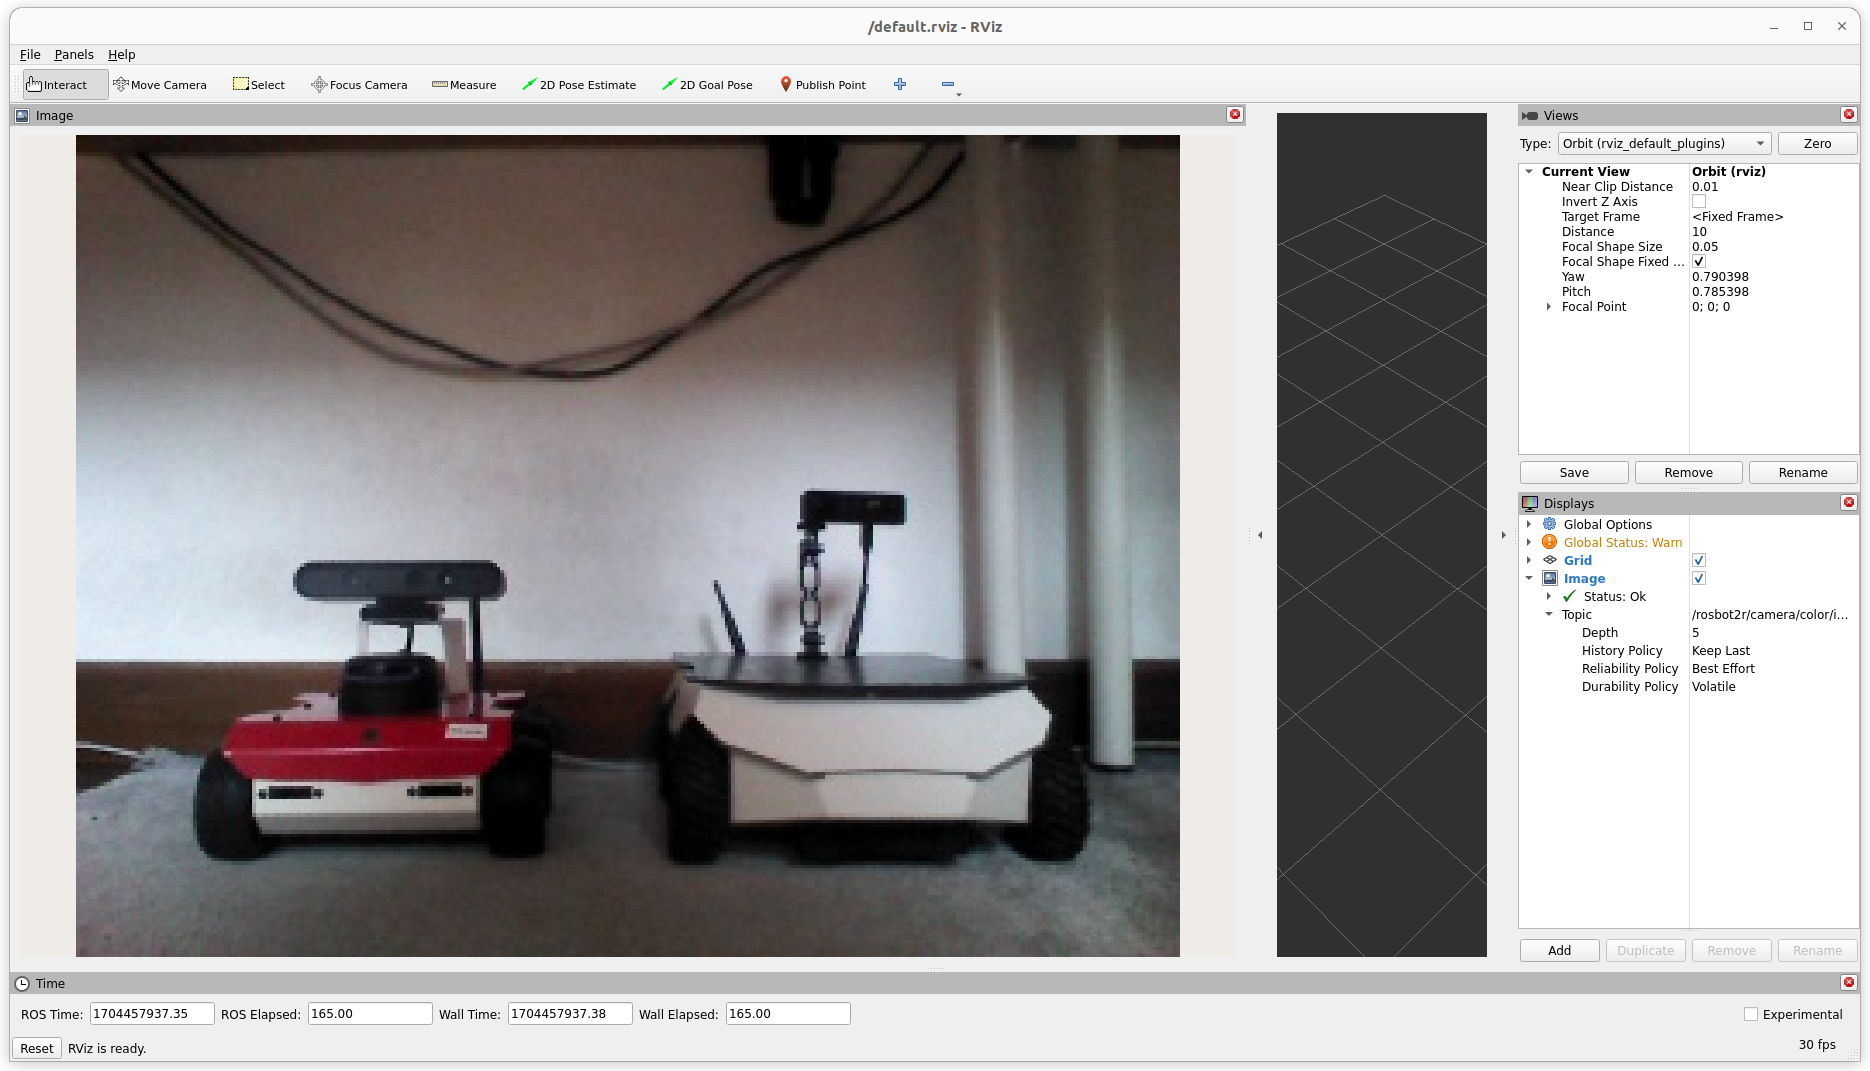 /default.rviz - RViz
File Panels Help
Interact Move Camera Select Focus Camera Measure 2D Pose Estimate 2D Goal Pose Publish Point
Image
Views
Type: Orbit (rviz_default_plugins) Zero
Current View Orbit (rviz)
Near Clip Distance 0.01
Invert Z Axis
Target Frame <Fixed Frame>
Distance 10
Focal Shape Size 0.05
Focal Shape Fixed ...
Yaw 0.790398
Pitch 0.785398
Focal Point 0; 0; 0
Save Remove Rename
Displays
Global Options
Global Status: Warn
Grid
Image
Status: Ok
Topic /rosbot2r/camera/color/i...
Depth 5
History Policy Keep Last
Reliability Policy Best Effort
Durability Policy Volatile
Add Duplicate Remove Rename
Time
ROS Time: 1704457937.35 ROS Elapsed: 165.00 Wall Time: 1704457937.38 Wall Elapsed: 165.00 Experimental
Reset RViz is ready. 30 fps